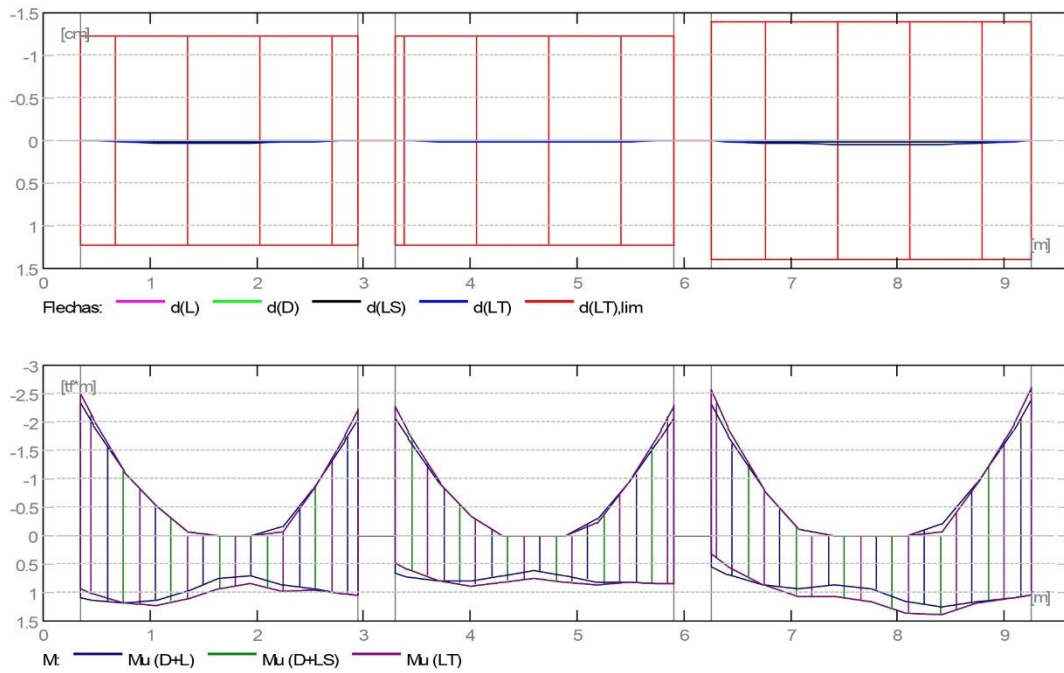 -1.5
[cm]
-1
-0.5
0
0.5
1
[m]
1.5
0 1 2 3 4 5 6 7 8 9
Flechas: d(L) d(D) d(LS) d(LT) d(LT),lim
-3
[tf*m]
-2.5
-2
-1.5
-1
-0.5
0
0.5
1
[m]
1.5
0 1 2 3 4 5 6 7 8 9
M: Mu (D+L) Mu (D+LS) Mu (LT)